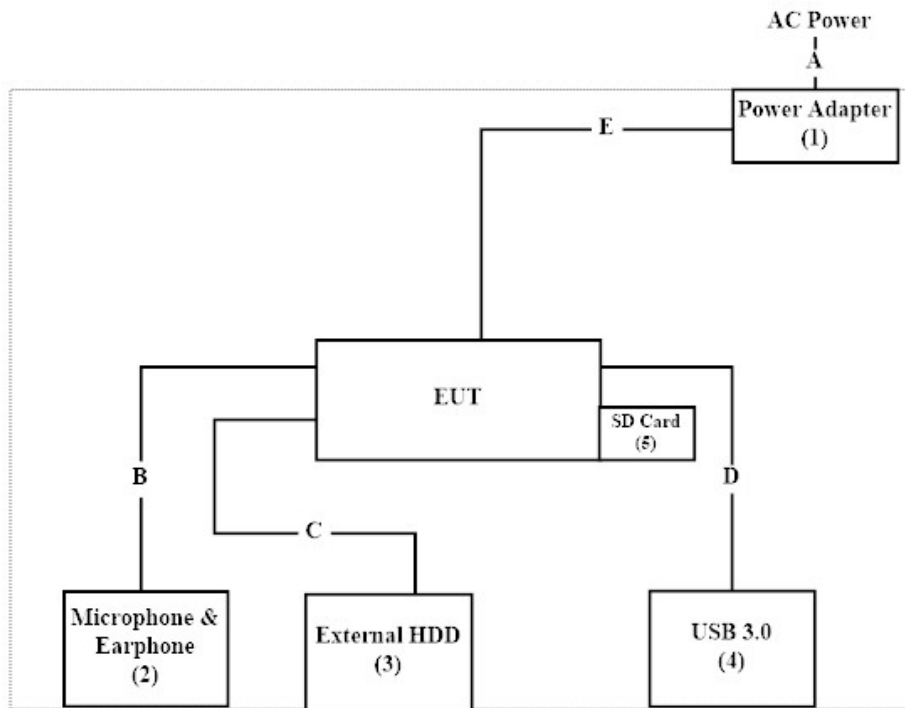 AC Power
A
Power Adapter
(1)
E
EUT
SD Card
(5)
B
D
C
Microphone &
Earphone
(2)
External HDD
(3)
USB 3.0
(4)